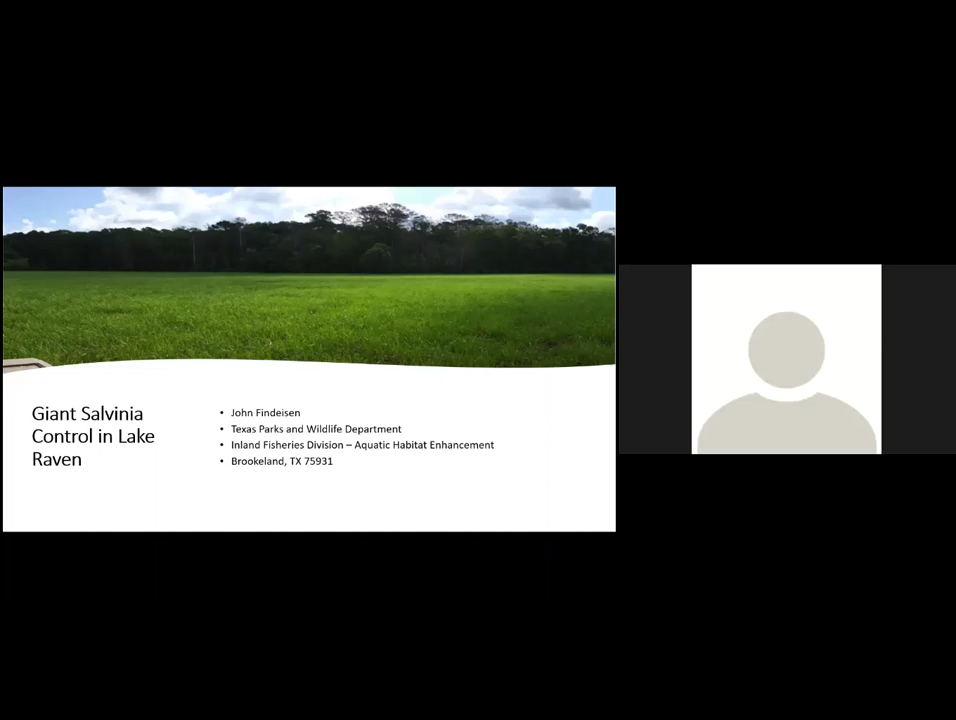 Giant Salvinia
Control in Lake
Raven
• John Findeisen
• Texas Parks and Wildlife Department
• Inland Fisheries Division – Aquatic Habitat Enhancement
• Brookeland, TX 75931